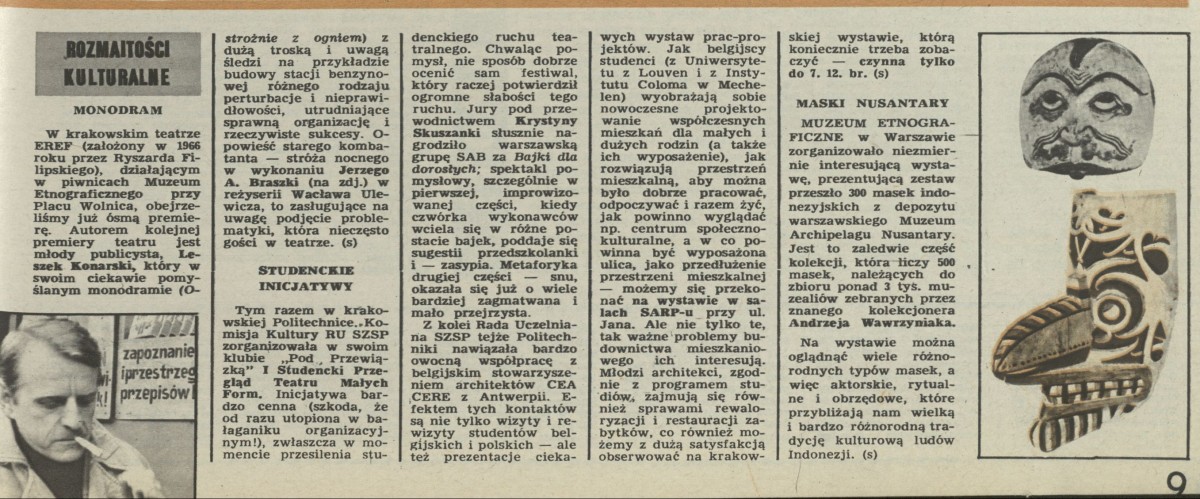 ROZMAITOŚCI
KULTURALNE
MONODRAM
W krakowskim teatrze
EREF (założony w 1966
roku przez Ryszarda Fi-
lipskiego), działającym
w piwnicach Muzeum
Etnograficznego przy
Placu Wolnica, obejrze-
liśmy już ósmą premie-
rę. Autorem kolejnej
premiery teatru jest
młody publicysta, Le-
szek Konarski, który w
swoim ciekawie pomy-
ślanym monodramie (O-
zapoznanie
i przestrzeg
przepisów
strożnie z ogniem) z
dużą troską i uwagą
śledzi na przykładzie
budowy stacji benzyno-
wej różnego rodzaju
perturbacje i nieprawi-
dłowości, utrudniające
sprawną organizację i
rzeczywiste sukcesy. O-
powieść starego komba-
tanta — stróża nocnego
w wykonaniu Jerzego
A. Braszki (na zdj.) w
reżyserii Wacława Ule-
wicza, to zasługujące na
uwagę podjęcie proble-
matyki, która nieczęsto
gości w teatrze. (s)
STUDENCKIE
INICJATYWY
Tym razem w krako-
wskiej Politechnice. Ko-
misja Kultury RU SZSP
zorganizowała w swoim
klubie „Pod Przewią-
zką” I Studencki Prze-
gląd Teatru Małych
Form. Inicjatywa bar-
dzo cenna (szkoda, że
od razu utopiona w ba-
łaganiku organizacyj-
nym!), zwłaszcza w mo-
mencie przesilenia stu-
denckiego ruchu tea-
tralnego. Chwaląc po-
mysł, nie sposób dobrze
ocenić sam festiwal,
który raczej potwierdził
ogromne słabości tego
ruchu. Jury pod prze-
wodnictwem Krystyny
Skuszanki słusznie na-
grodziło warszawską
grupę SAB za Bajki dla
dorosłych; spektakl po-
mysłowy, szczególnie w
pierwszej, improwizo-
wanej części, kiedy
czwórka wykonawców
wciela się w różne po-
stacie bajek, poddaje się
sugestii przedszkolanki
i — zasypia. Metaforyka
drugiej części — snu,
okazała się już o wiele
bardziej zagmatwana i
mało przejrzysta.
Z kolei Rada Uczelnia-
na SZSP tejże Politech-
niki nawiązała bardzo
owocną współpracę z
belgijskim stowarzysze-
niem architektów CEA
CERE z Antwerpii. E-
fektem tych kontaktów
są nie tylko wizyty i re-
wizyty studentów bel-
gijskich i polskich — ale
też prezentacje cieka-
wych wystaw prac-pro-
jektów. Jak belgijscy
studenci (z Uniwersyte-
tu z Louven i z Insty-
tutu Coloma w Meche-
len) wyobrażają sobie
nowoczesne projekto-
wanie współczesnych
mieszkań dla małych i
dużych rodzin (a także
ich wyposażenie), jak
rozwiązują przestrzeń
mieszkalną, aby można
było dobrze pracować,
odpoczywać i razem żyć,
jak powinno wyglądać
np. centrum społeczno-
kulturalne, a w co po-
winna być wyposażona
ulica, jako przedłużenie
przestrzeni mieszkalnej
— możemy się przeko-
nać na wystawie w sa-
lach SARP-u przy ul.
Jana. Ale nie tylko te,
tak ważne problemy bu-
downictwa mieszkanio-
wego ich interesują.
Młodzi architekci, zgod-
nie z programem stu-
diów, zajmują się rów-
nież sprawami rewalo-
ryzacji i restauracji za-
bytków, co również mo-
żemy z dużą satysfakcją
obserwować na krakow-
skiej wystawie, którą
koniecznie trzeba zoba-
czyć — czynna tylko
do 7. 12. br. (s)
MASKI NUSANTARY
MUZEUM ETNOGRA-
FICZNE w Warszawie
zorganizowało niezmier-
nie interesującą wysta-
wę, prezentującą zestaw
przeszło 300 masek indo-
nezyjskich z depozytu
warszawskiego Muzeum
Archipelagu Nusantary.
Jest to zaledwie część
kolekcji, która liczy 500
masek, należących do
zbioru ponad 3 tys. mu-
zealiów zebranych przez
znanego kolekcjonera
Andrzeja Wawrzyniaka.
Na wystawie można
oglądnąć wiele różno-
rodnych typów masek, a
więc aktorskie, rytual-
ne i obrzędowe, które
przybliżają nam wielką
i bardzo różnorodną tra-
dycję kulturową ludów
Indonezji. (s)
9